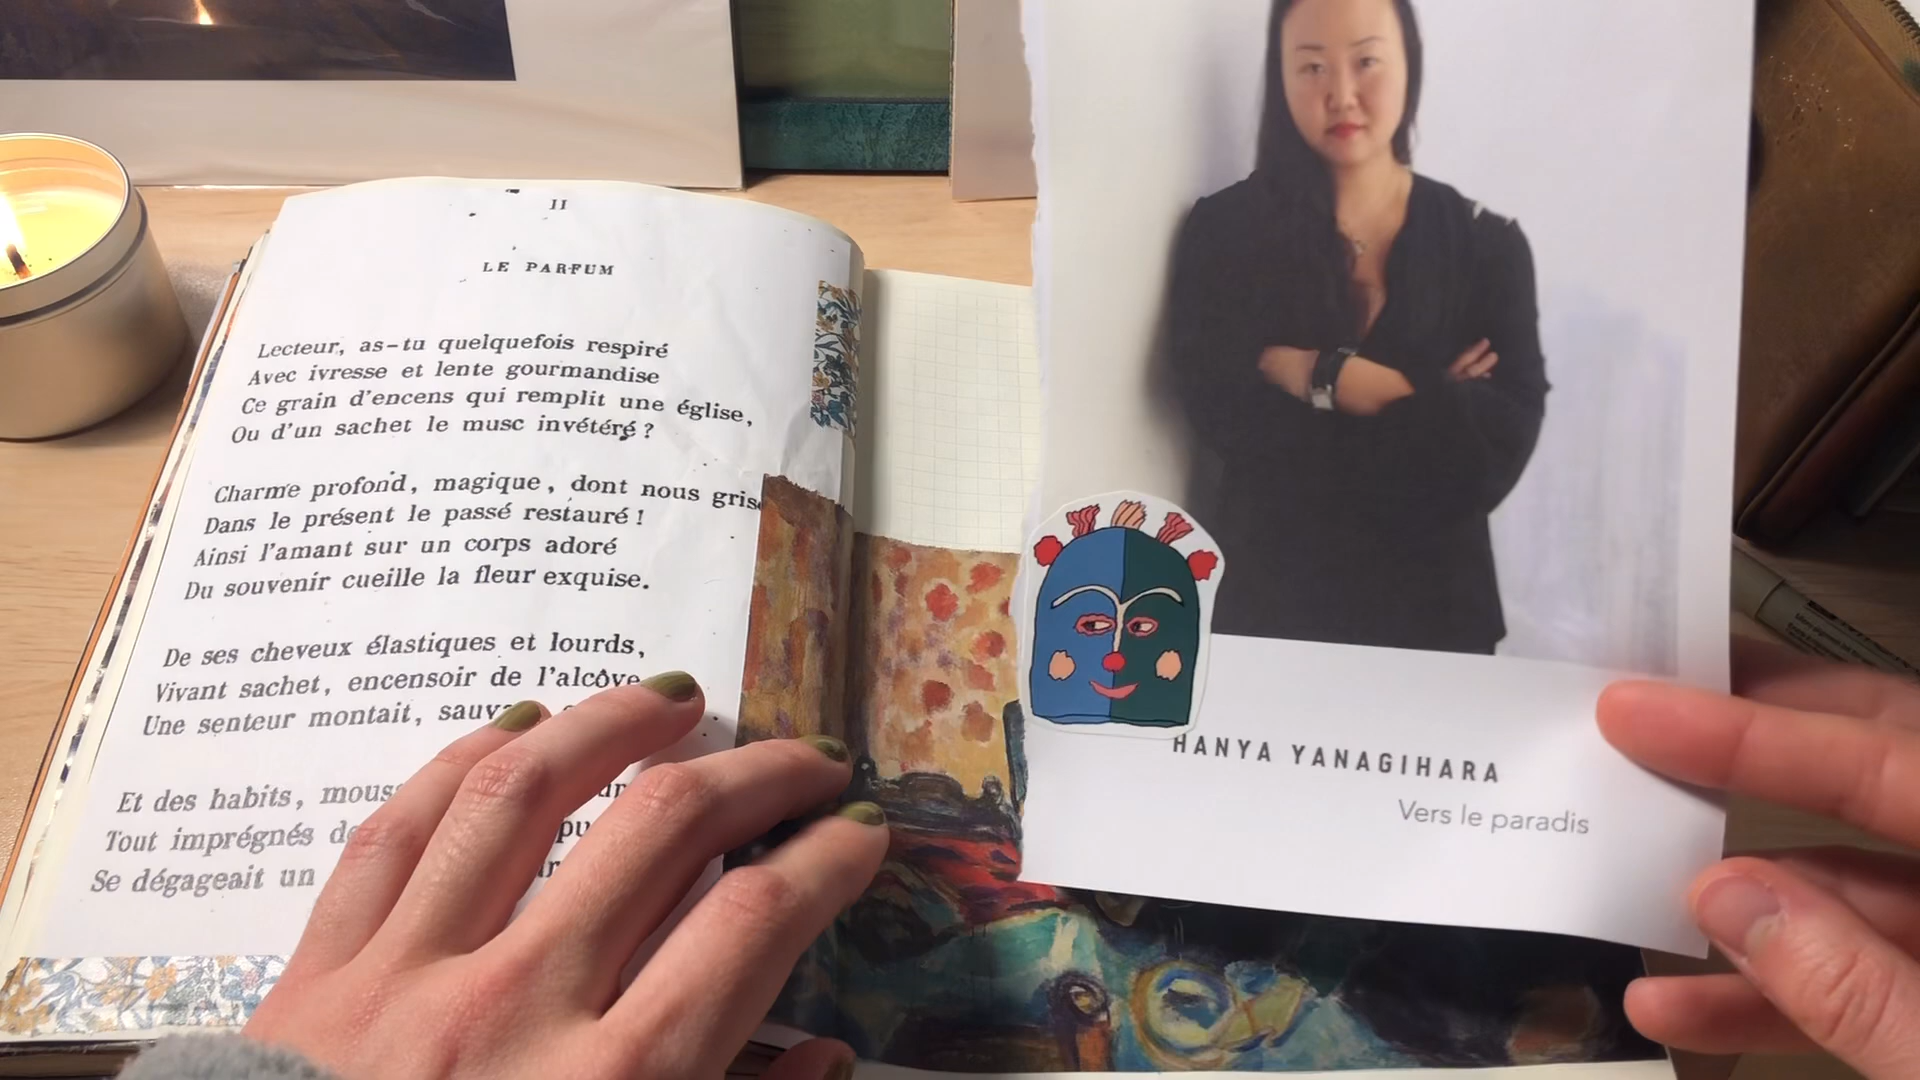 II
LE PARFUM
Lecteur, as-tu quelquefois respiré
Avec ivresse et lente gourmandise
Ce grain d'encens qui remplit une église,
Ou d'un sachet le musc invétéré ?
Charme profond, magique, dont nous gris
Dans le présent le passé restauré !
Ainsi l'amant sur un corps adoré
Du souvenir cueille la fleur exquise.
De ses cheveux élastiques et lourds,
Vivant sachet, encensoir de l'alcôve
Une senteur montait,
Et des habits,
Tout imprégnés
Se dégageait un
HANYA YANAGIHARA
Vers le paradis